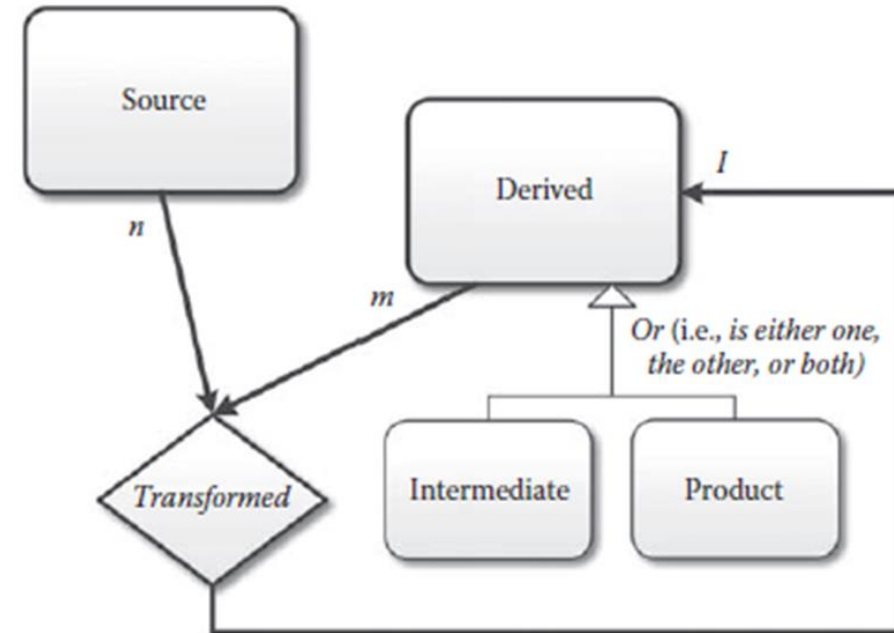 Source
Derived
I
n
m
Or (i.e., is either one,
the other, or both)
Transformed
Intermediate
Product